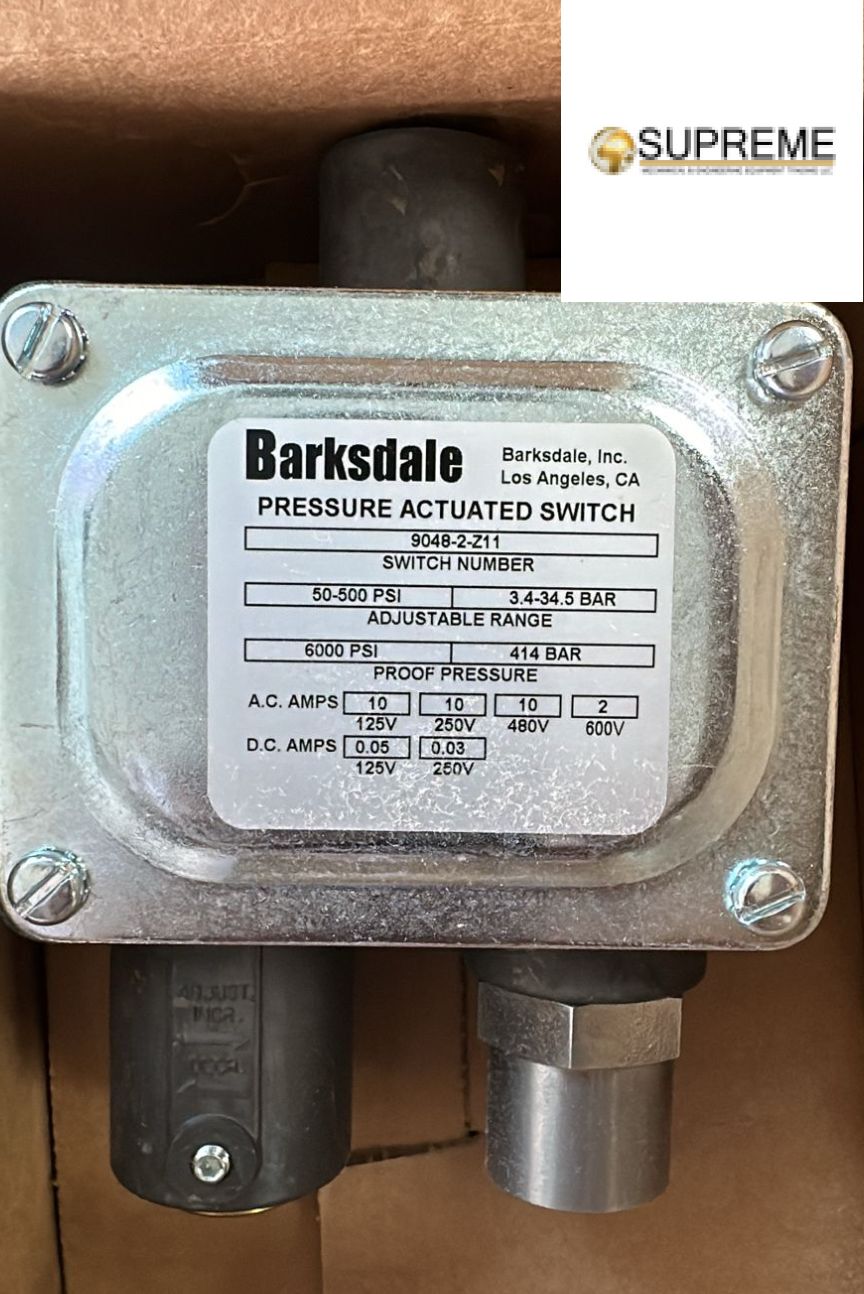 SUPREME
Barksdale
Barksdale, Inc.
Los Angeles, CA
PRESSURE ACTUATED SWITCH
9048-2-Z11
SWITCH NUMBER
50-500 PSI 3.4-34.5 BAR
ADJUSTABLE RANGE
6000 PSI 414 BAR
PROOF PRESSURE
A.C. AMPS 10 10 10 2
125V 250V 480V 600V
D.C. AMPS 0.05 0.03
125V 250V
ADJUST.
INCR.
DECR.